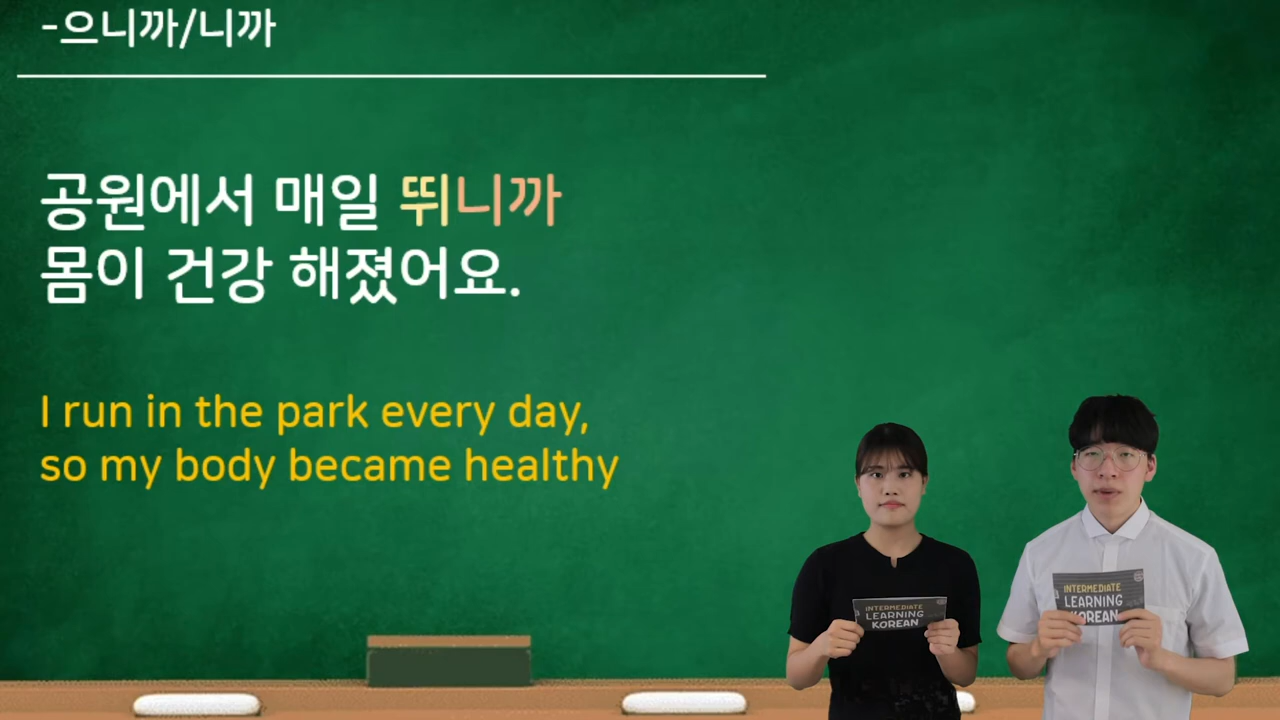 -으니까/니까
공원에서 매일 뛰니까
몸이 건강 해졌어요.
I run in the park every day,
so my body became healthy
INTERMEDIATE
LEARNING
KOREAN
INTERMEDIATE
LEARNING
KOREAN